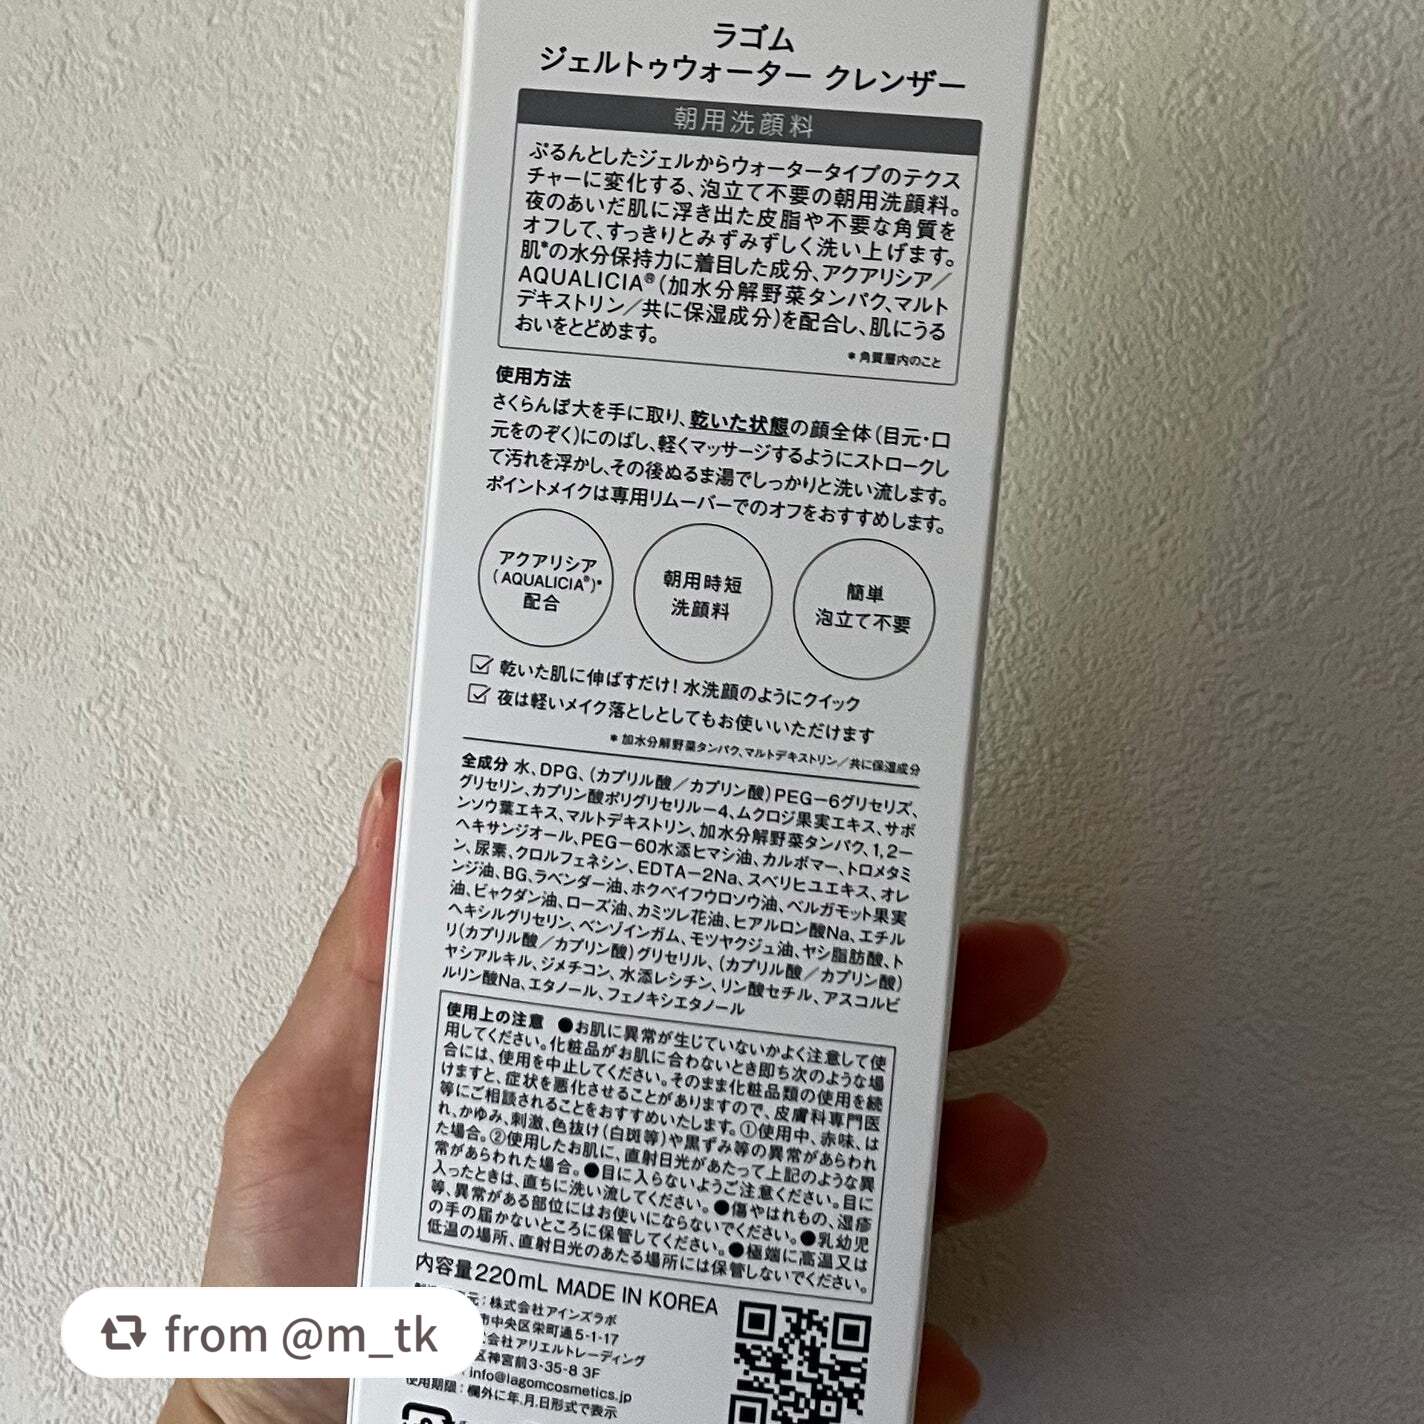 ラゴム
ジェルトゥウォーター クレンザー
朝用洗顔料
ぷるんとしたジェルからウォータータイプのテクス
チャーに変化する、泡立て不要の朝用洗顔料。
夜のあいだ肌に浮き出た皮脂や不要な角質を
オフして、すっきりとみずみずしく洗い上げます。
肌*の水分保持力に着目した成分、アクアリシア／
AQUALICIA®(加水分解野菜タンパク、マルト
デキストリン／共に保湿成分)を配合し、肌にうる
おいをとどめます。
*角質層内のこと
使用方法
さくらんぼ大を手に取り、乾いた状態の顔全体(目元・口
元をのぞく)にのばし、軽くマッサージするようにストロークし
て汚れを浮かし、その後ぬるま湯でしっかりと洗い流します。
ポイントメイクは専用リムーバーでのオフをおすすめします。
アクアリシア
(AQUALICIA®)*
配合
朝用時短
洗顔料
簡単
泡立て不要
乾いた肌に伸ばすだけ！水洗顔のようにクイック
夜は軽いメイク落としとしてもお使いいただけます
*加水分解野菜タンパク、マルトデキストリン／共に保湿成分
全成分 水、DPG、(カプリル酸／カプリン酸)PEG－6グリセリズ、
グリセリン、カプリン酸ポリグリセリル－4、ムクロジ果実エキス、サボ
ンソウ葉エキス、マルトデキストリン、加水分解野菜タンパク、1,2－
ヘキサンジオール、PEG－60水添ヒマシ油、カルボマー、トロメタミ
ン、尿素、クロルフェネシン、EDTA－2Na、スベリヒユエキス、オレ
ンジ油、BG、ラベンダー油、ホクベイフウロソウ油、ベルガモット果実
油、ビャクダン油、ローズ油、カミツレ花油、ヒアルロン酸Na、エチル
ヘキシルグリセリン、ベンゾインガム、モツヤクジュ油、ヤシ脂肪酸、ト
リ(カプリル酸／カプリン酸)グリセリル、(カプリル酸／カプリン酸)
ヤシアルキル、ジメチコン、水添レシチン、リン酸セチル、アスコルビ
ルリン酸Na、エタノール、フェノキシエタノール
使用上の注意 ●お肌に異常が生じていないかよく注意して使
用してください。化粧品がお肌に合わないとき即ち次のような場
合には、使用を中止してください。そのまま化粧品類の使用を続
けますと、症状を悪化させることがありますので、皮膚科専門医
等にご相談されることをおすすめいたします。①使用中、赤味、は
れ、かゆみ、刺激、色抜け(白斑等)や黒ずみ等の異常があらわれ
た場合。②使用したお肌に、直射日光があたって上記のような異
常があらわれた場合。●目に入らないようご注意ください。目に
入ったときは、直ちに洗い流してください。●傷やはれもの、湿疹
等、異常がある部位にはお使いにならないでください。●乳幼児
の手の届かないところに保管してください。●極端に高温又は
低温の場所、直射日光のあたる場所には保管しないでください。
内容量220mL MADE IN KOREA
元：株式会社アインズラボ
市中央区栄町通5-1-17
会社アリエルトレーディング
区神宮前3-35-8 3F
info@lagomcosmetics.jp
使用期限：欄外に年,月,日形式で表示
from @m_tk